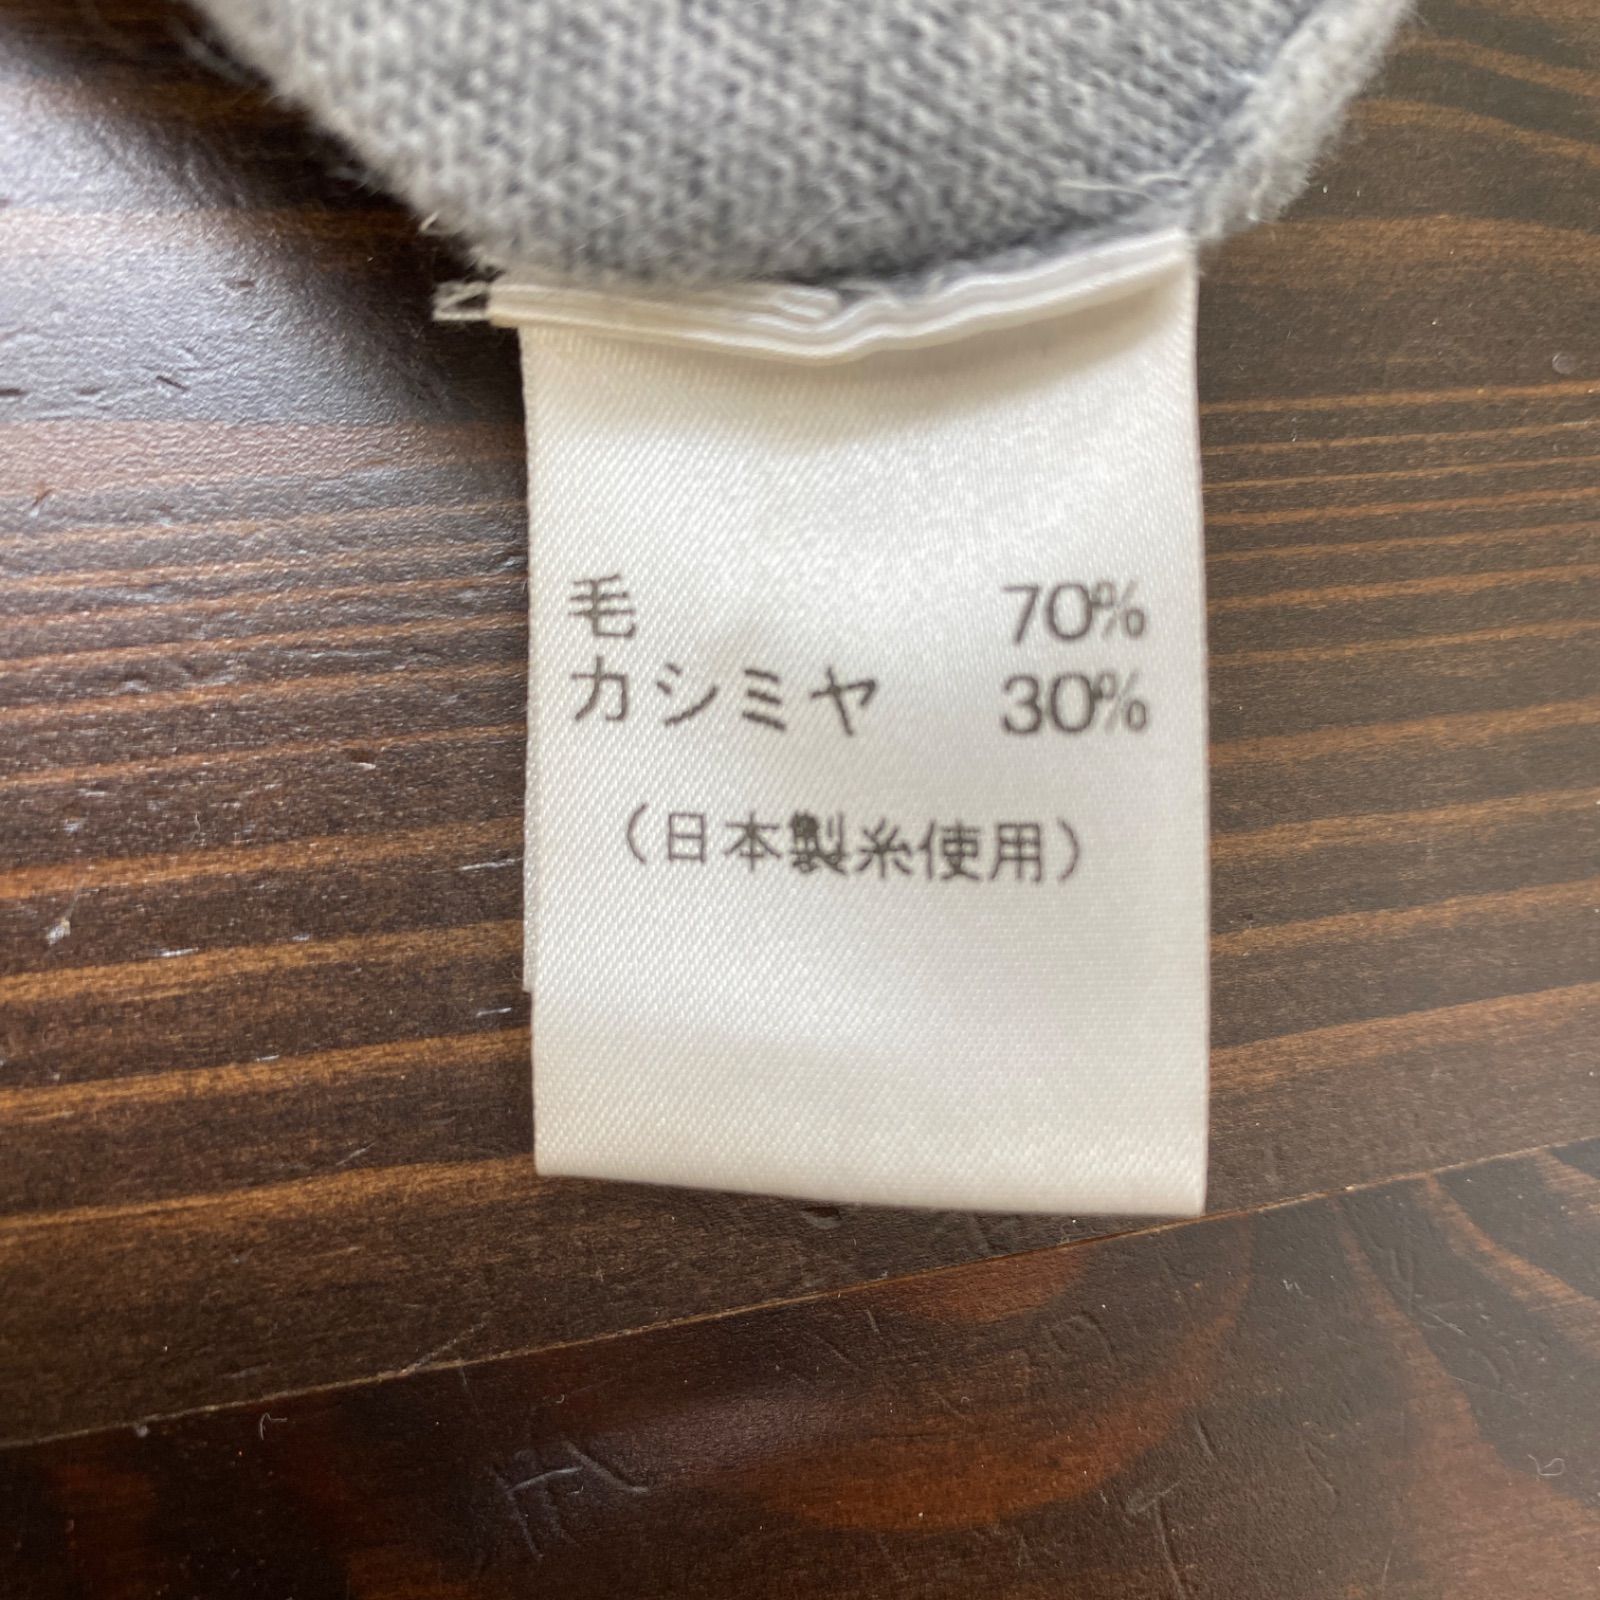 毛 70%
カシミヤ 30%
（日本製糸使用）